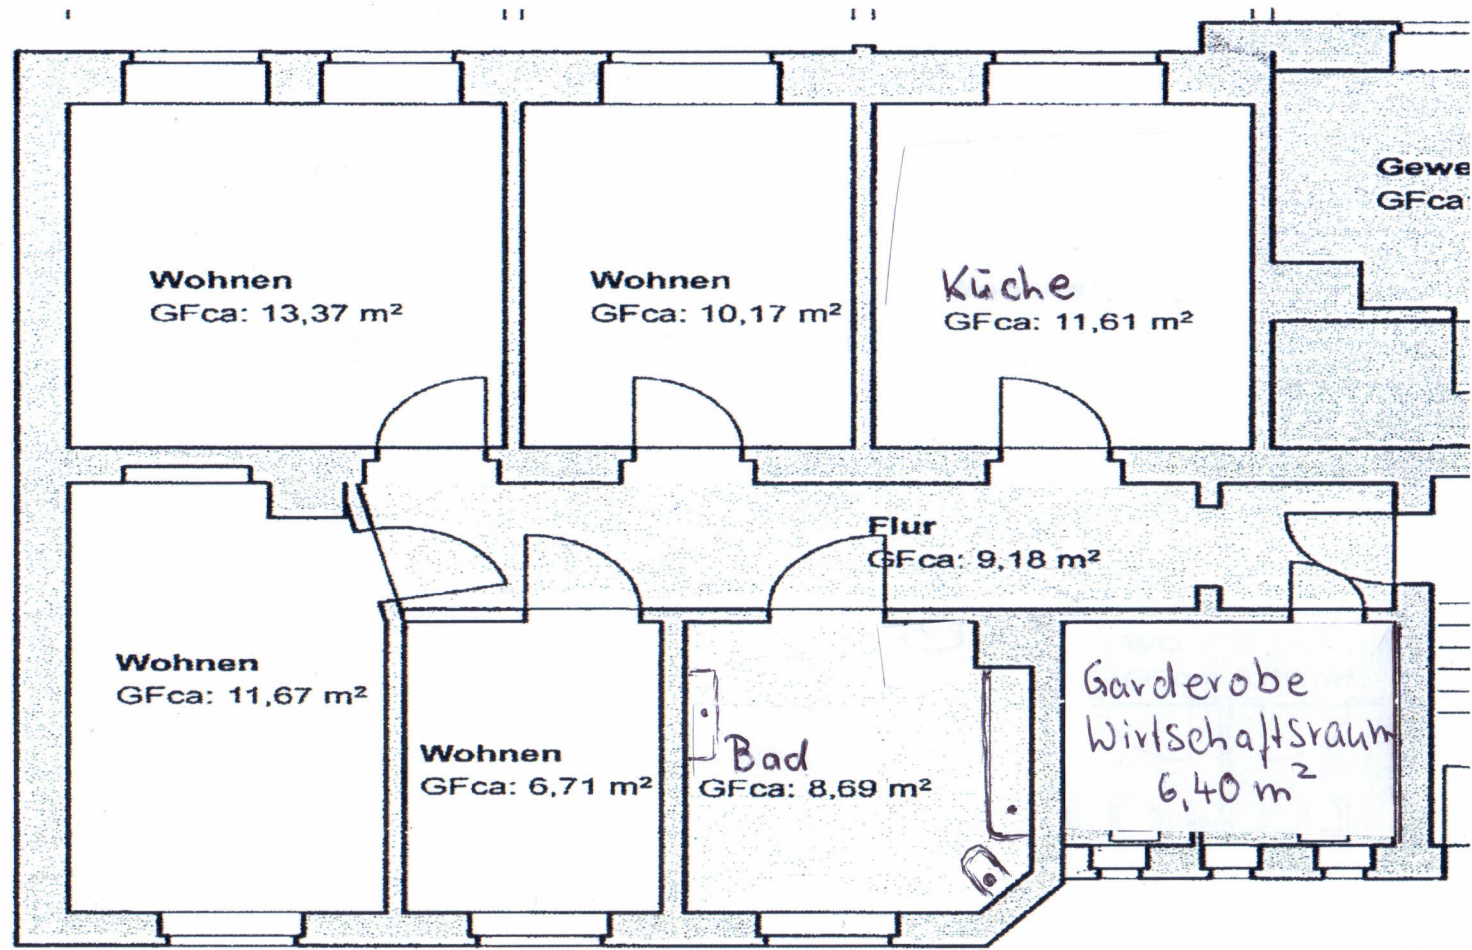 Gewe
GFca
Wohnen
GFca: 13,37 m²
Wohnen
GFca: 10,17 m²
Küche
GFca: 11,61 m²
Flur
GFca: 9,18 m²
Wohnen
GFca: 11,67 m²
Wohnen
GFca: 6,71 m²
Bad
GFca: 8,69 m²
Garderobe
Wirtschaftsraum
6,40 m²